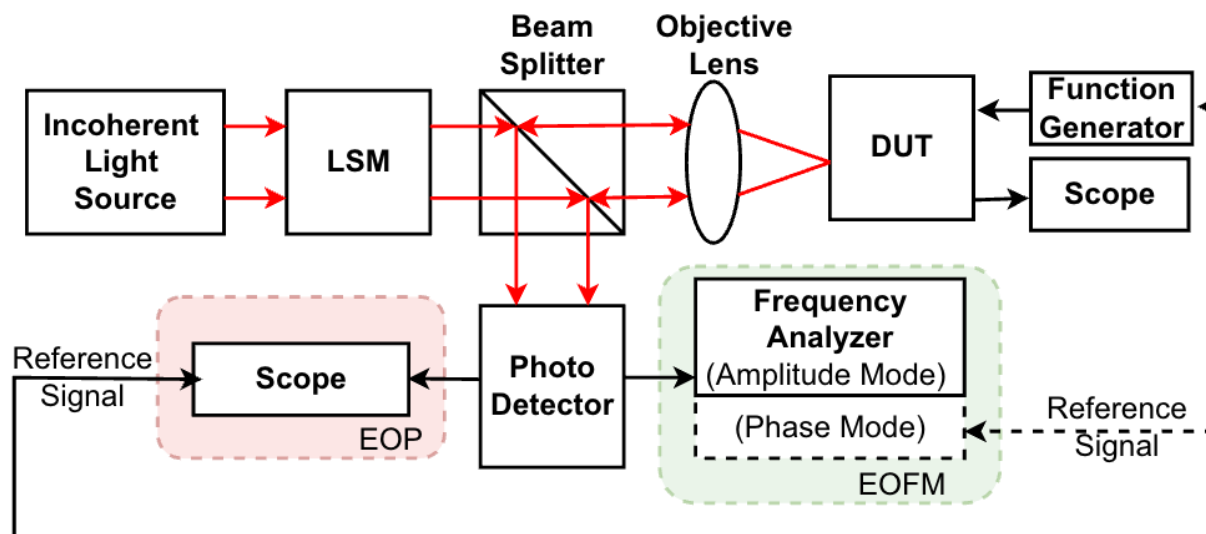 Beam
Splitter
Objective
Lens
Incoherent
Light
Source
LSM
DUT
Function
Generator
Scope
Reference
Signal
Scope
EOP
Photo
Detector
Frequency
Analyzer
(Amplitude Mode)
(Phase Mode)
EOFM
Reference
Signal